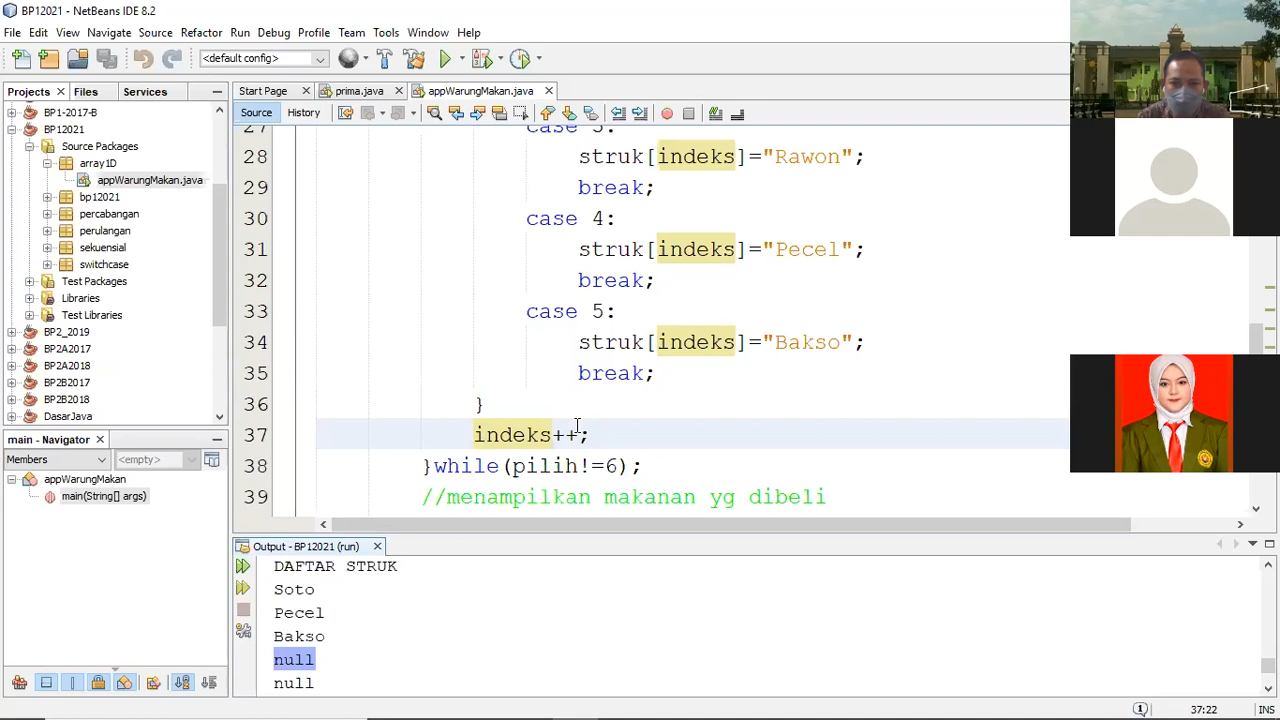 BP12021 - NetBeans IDE 8.2
File Edit View Navigate Source Refactor Run Debug Profile Team Tools Window Help
<default config>
Projects Files Services
Start Page prima.java appWarungMakan.java
Source History
BP1-2017-B
BP12021
Source Packages
array1D
appWarungMakan.java
bp12021
percabangan
perulangan
sekuensial
switchcase
Test Packages
Libraries
Test Libraries
BP2_2019
BP2A2017
BP2A2018
BP2B2017
BP2B2018
DasarJava
main - Navigator
Members <empty>
appWarungMakan
main(String[] args)
27 case 3:
28 struk[indeks]="Rawon";
29 break;
30 case 4:
31 struk[indeks]="Pecel";
32 break;
33 case 5:
34 struk[indeks]="Bakso";
35 break;
36 }
37 indeks++;
38 }while(pilih!=6);
39 //menampilkan makanan yg dibeli
Output - BP12021 (run)
DAFTAR STRUK
Soto
Pecel
Bakso
null
null
1 37:22 INS